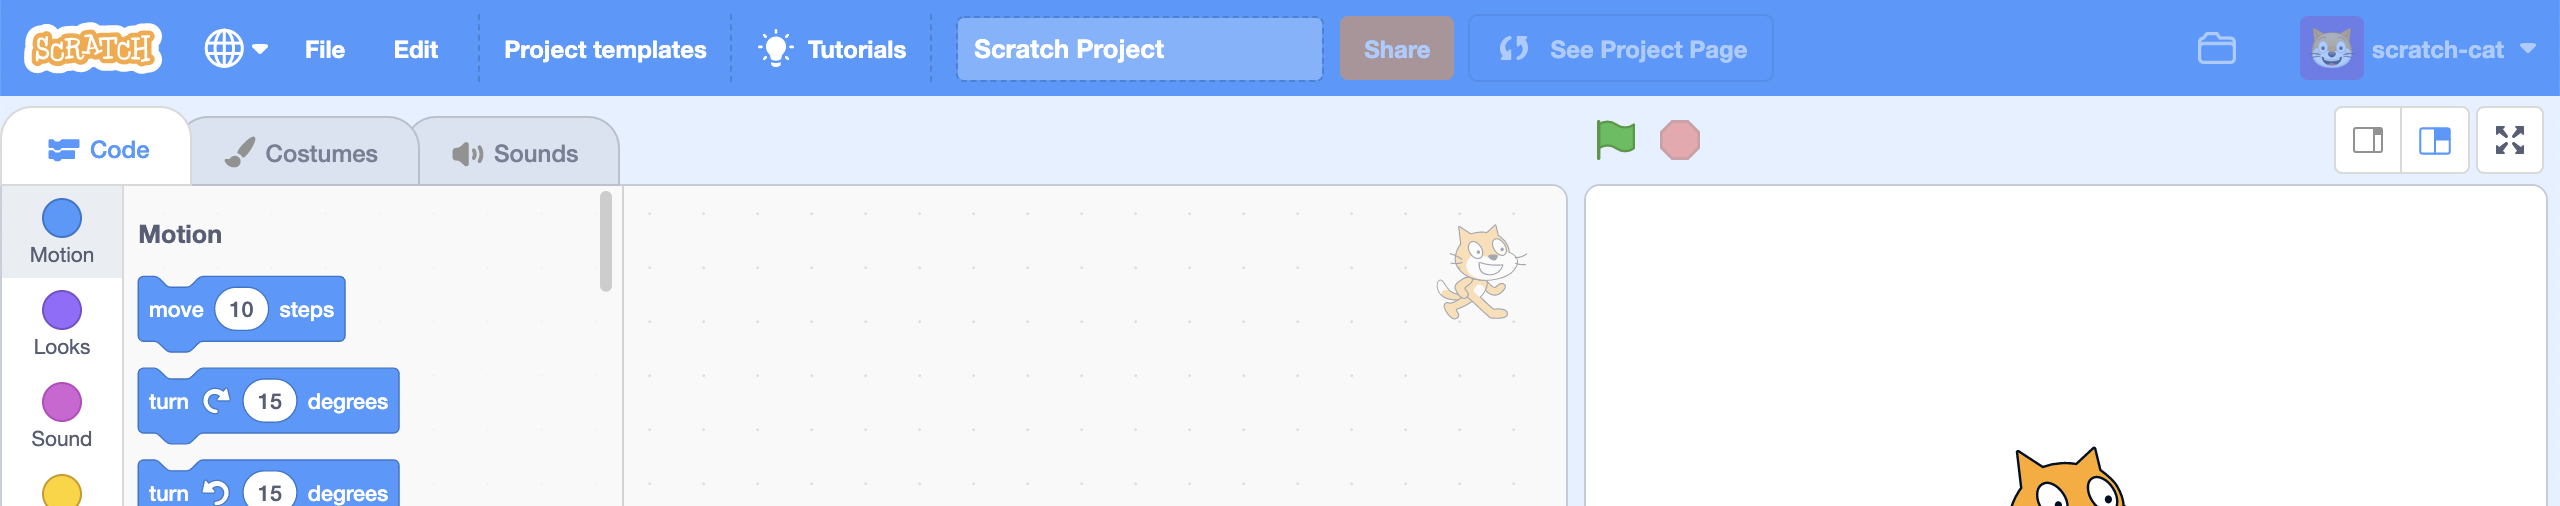 SCRATCH File Edit Project templates Tutorials Scratch Project Share See Project Page scratch-cat
Code Costumes Sounds
Motion
Looks
Sound
Motion
move 10 steps
turn 15 degrees
turn 15 degrees